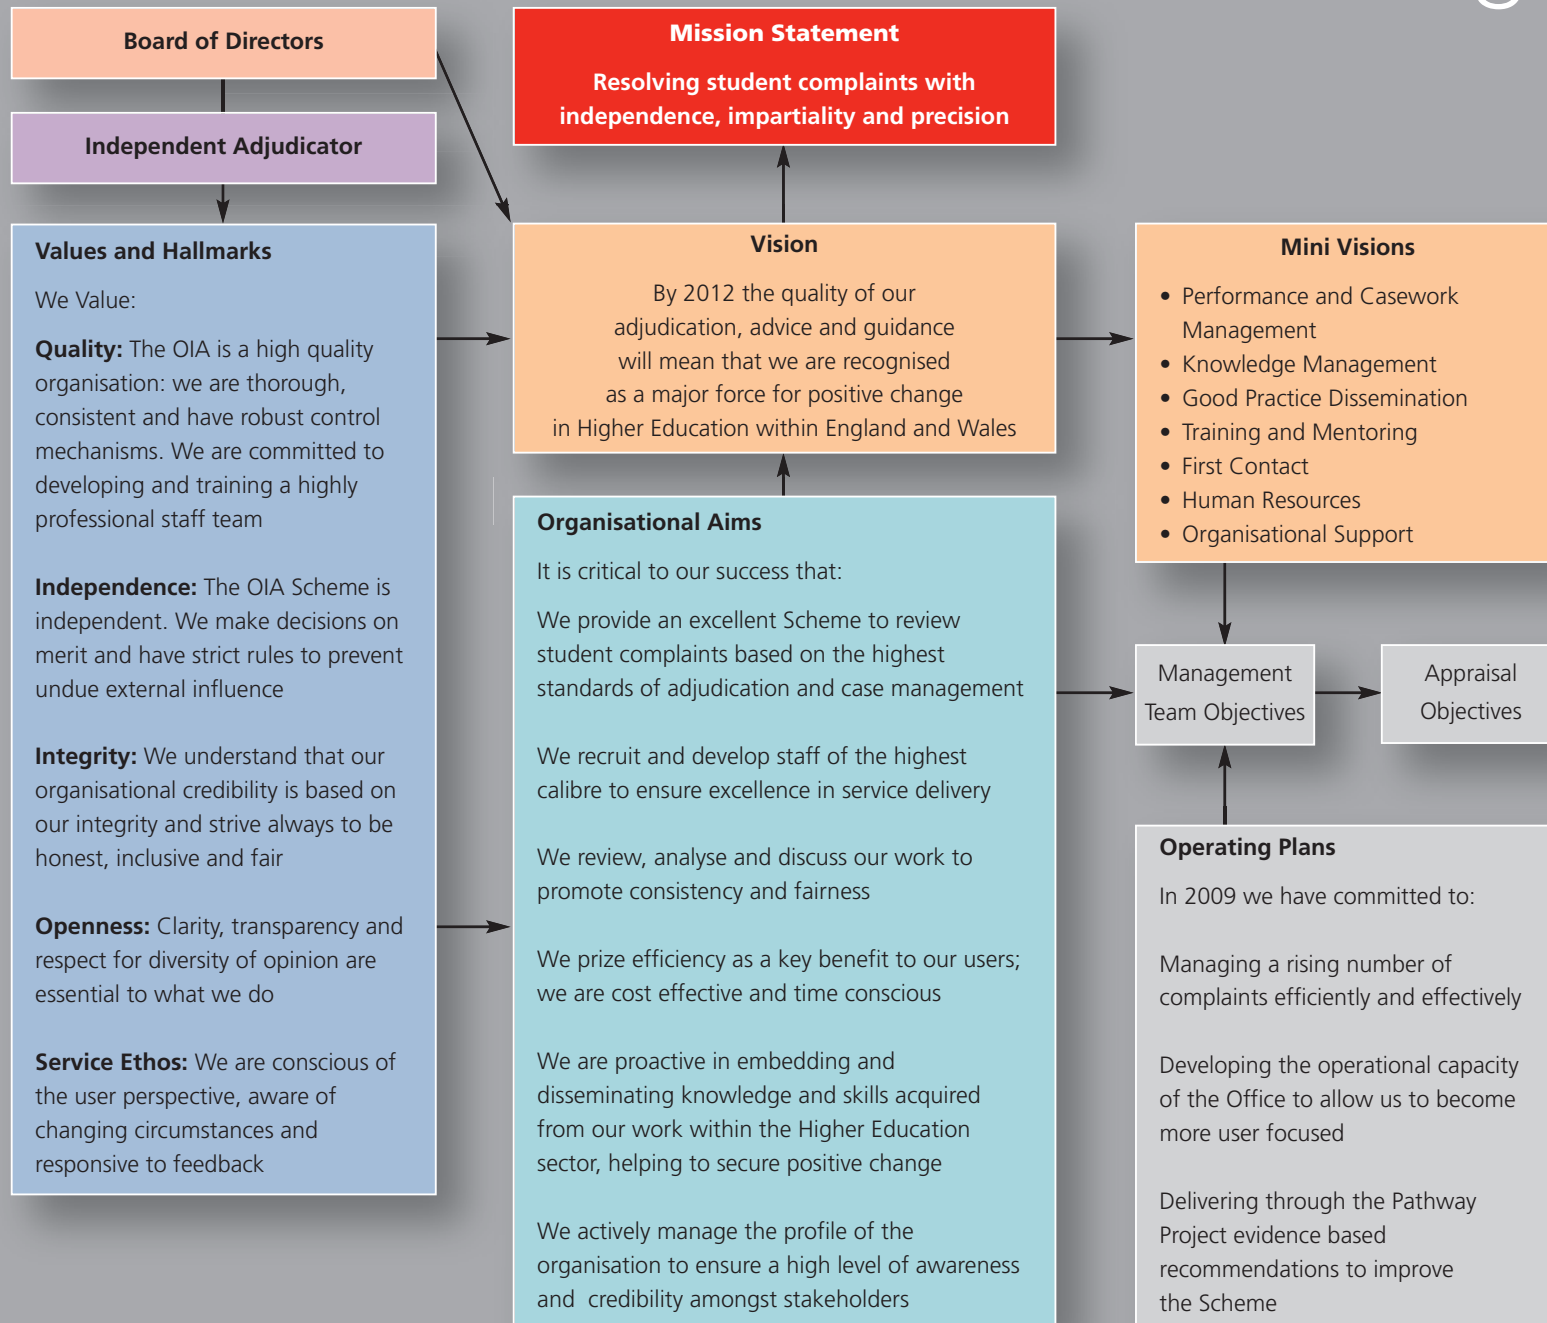 Board of Directors
Independent Adjudicator
Mission Statement
Resolving student complaints with
independence, impartiality and precision
Values and Hallmarks
We Value:
Quality: The OIA is a high quality
organisation: we are thorough,
consistent and have robust control
mechanisms. We are committed to
developing and training a highly
professional staff team
Independence: The OIA Scheme is
independent. We make decisions on
merit and have strict rules to prevent
undue external influence
Integrity: We understand that our
organisational credibility is based on
our integrity and strive always to be
honest, inclusive and fair
Openness: Clarity, transparency and
respect for diversity of opinion are
essential to what we do
Service Ethos: We are conscious of
the user perspective, aware of
changing circumstances and
responsive to feedback
Vision
By 2012 the quality of our
adjudication, advice and guidance
will mean that we are recognised
as a major force for positive change
in Higher Education within England and Wales
Organisational Aims
It is critical to our success that:
We provide an excellent Scheme to review
student complaints based on the highest
standards of adjudication and case management
We recruit and develop staff of the highest
calibre to ensure excellence in service delivery
We review, analyse and discuss our work to
promote consistency and fairness
We prize efficiency as a key benefit to our users;
we are cost effective and time conscious
We are proactive in embedding and
disseminating knowledge and skills acquired
from our work within the Higher Education
sector, helping to secure positive change
We actively manage the profile of the
organisation to ensure a high level of awareness
and credibility amongst stakeholders
Mini Visions
• Performance and Casework
Management
• Knowledge Management
• Good Practice Dissemination
• Training and Mentoring
• First Contact
• Human Resources
• Organisational Support
Management
Team Objectives
Appraisal
Objectives
Operating Plans
In 2009 we have committed to:
Managing a rising number of
complaints efficiently and effectively
Developing the operational capacity
of the Office to allow us to become
more user focused
Delivering through the Pathway
Project evidence based
recommendations to improve
the Scheme